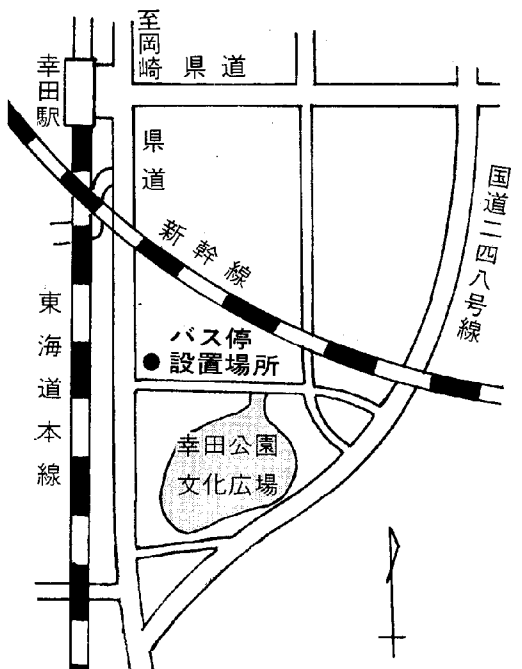 至岡崎
県道
幸田駅
県道
新幹線
国道二四八号線
東海道本線
バス停
設置場所
幸田公園
文化広場